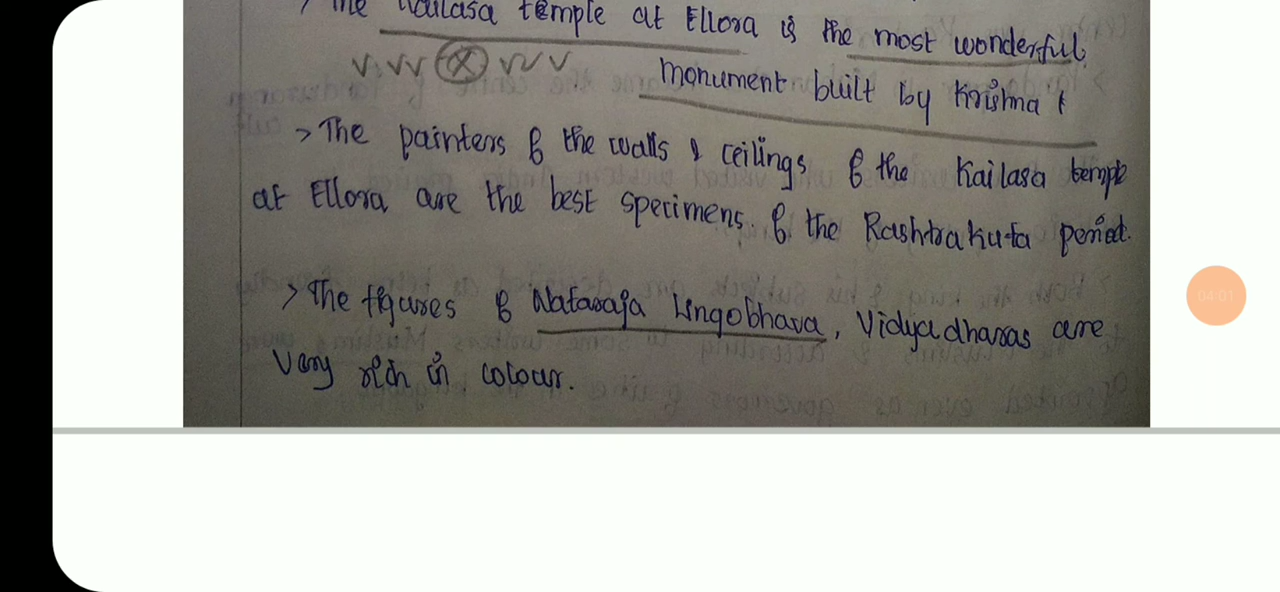 > The Kailasa temple at Ellora is the most wonderful
monument built by Krishna I
> The painters of the walls & ceilings of the Kailasa temple
at Ellora are the best specimens. of the Rashtrakuta period.
> The figures of Nataraja Lingobhava, Vidyadharas are
very rich in colour.
04:01